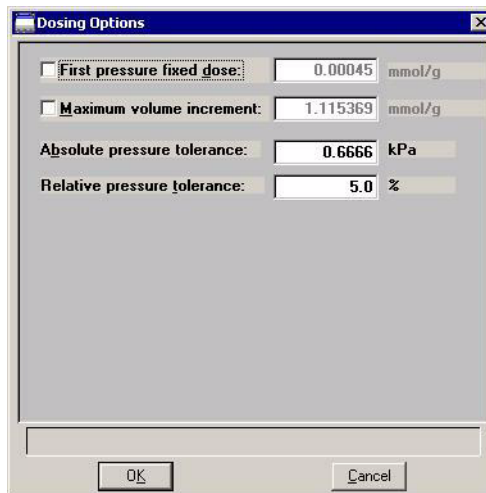 Dosing Options
First pressure fixed dose: 0.00045 mmol/g
Maximum volume increment: 1.115369 mmol/g
Absolute pressure tolerance: 0.6666 kPa
Relative pressure tolerance: 5.0 %
OK Cancel